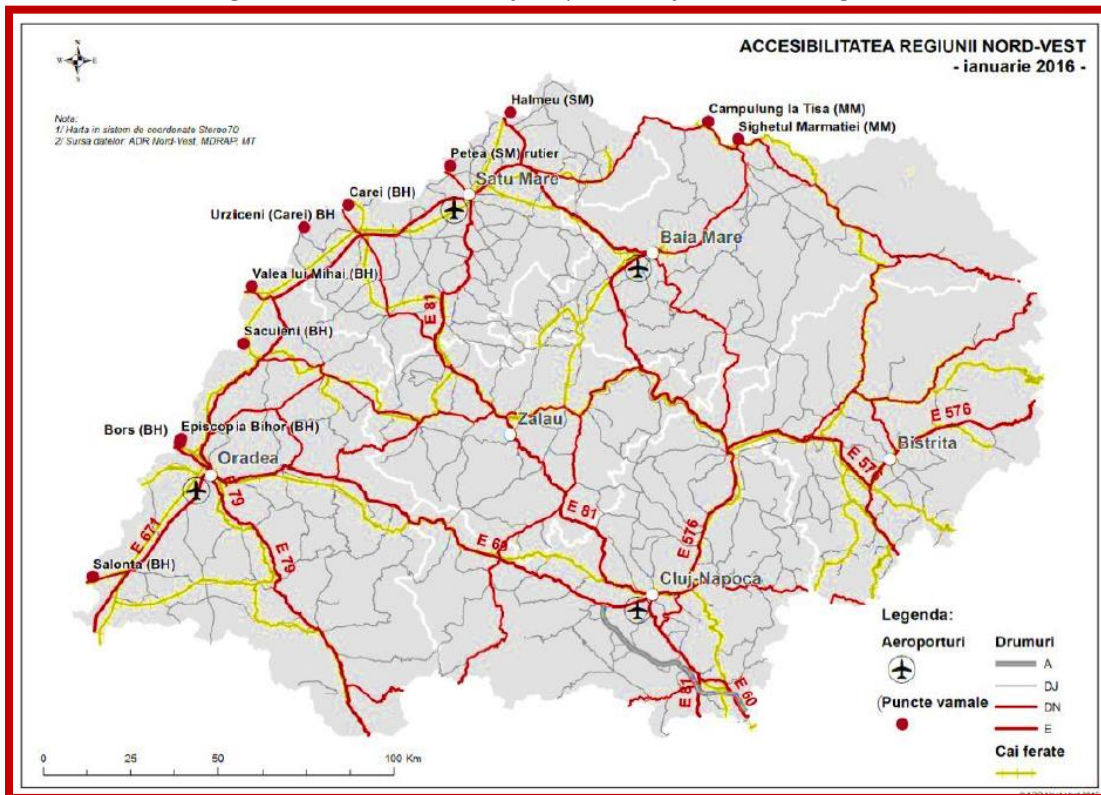 ACCESIBILITATEA REGIUNII NORD-VEST
- ianuarie 2016 -
N
W
E
S
Note:
1/ Harta in sistem de coordonate Stereo70
2/ Sursa datelor: ADR Nord-Vest, MDRAP, MT
Halmeu (SM)
Campulung la Tisa (MM)
Sighetul Marmatiei (MM)
Petea (SM) rutier
Satu Mare
Carei (BH)
Urziceni (Carei) BH
Baia Mare
Valea lui Mihai (BH)
E 81
Sacuieni (BH)
Zalau
E 576
Bors (BH)
Episcopia Bihor (BH)
Bistrita
Oradea
E 576
E 79
E 81
E 671
E 60
E 576
E 79
Salonta (BH)
Cluj-Napoca
E 81
E 60
Legenda:
Aeroporturi
Drumuri
A
DJ
(Puncte vamale
DN
E
Cai ferate
0 25 50 100 Km